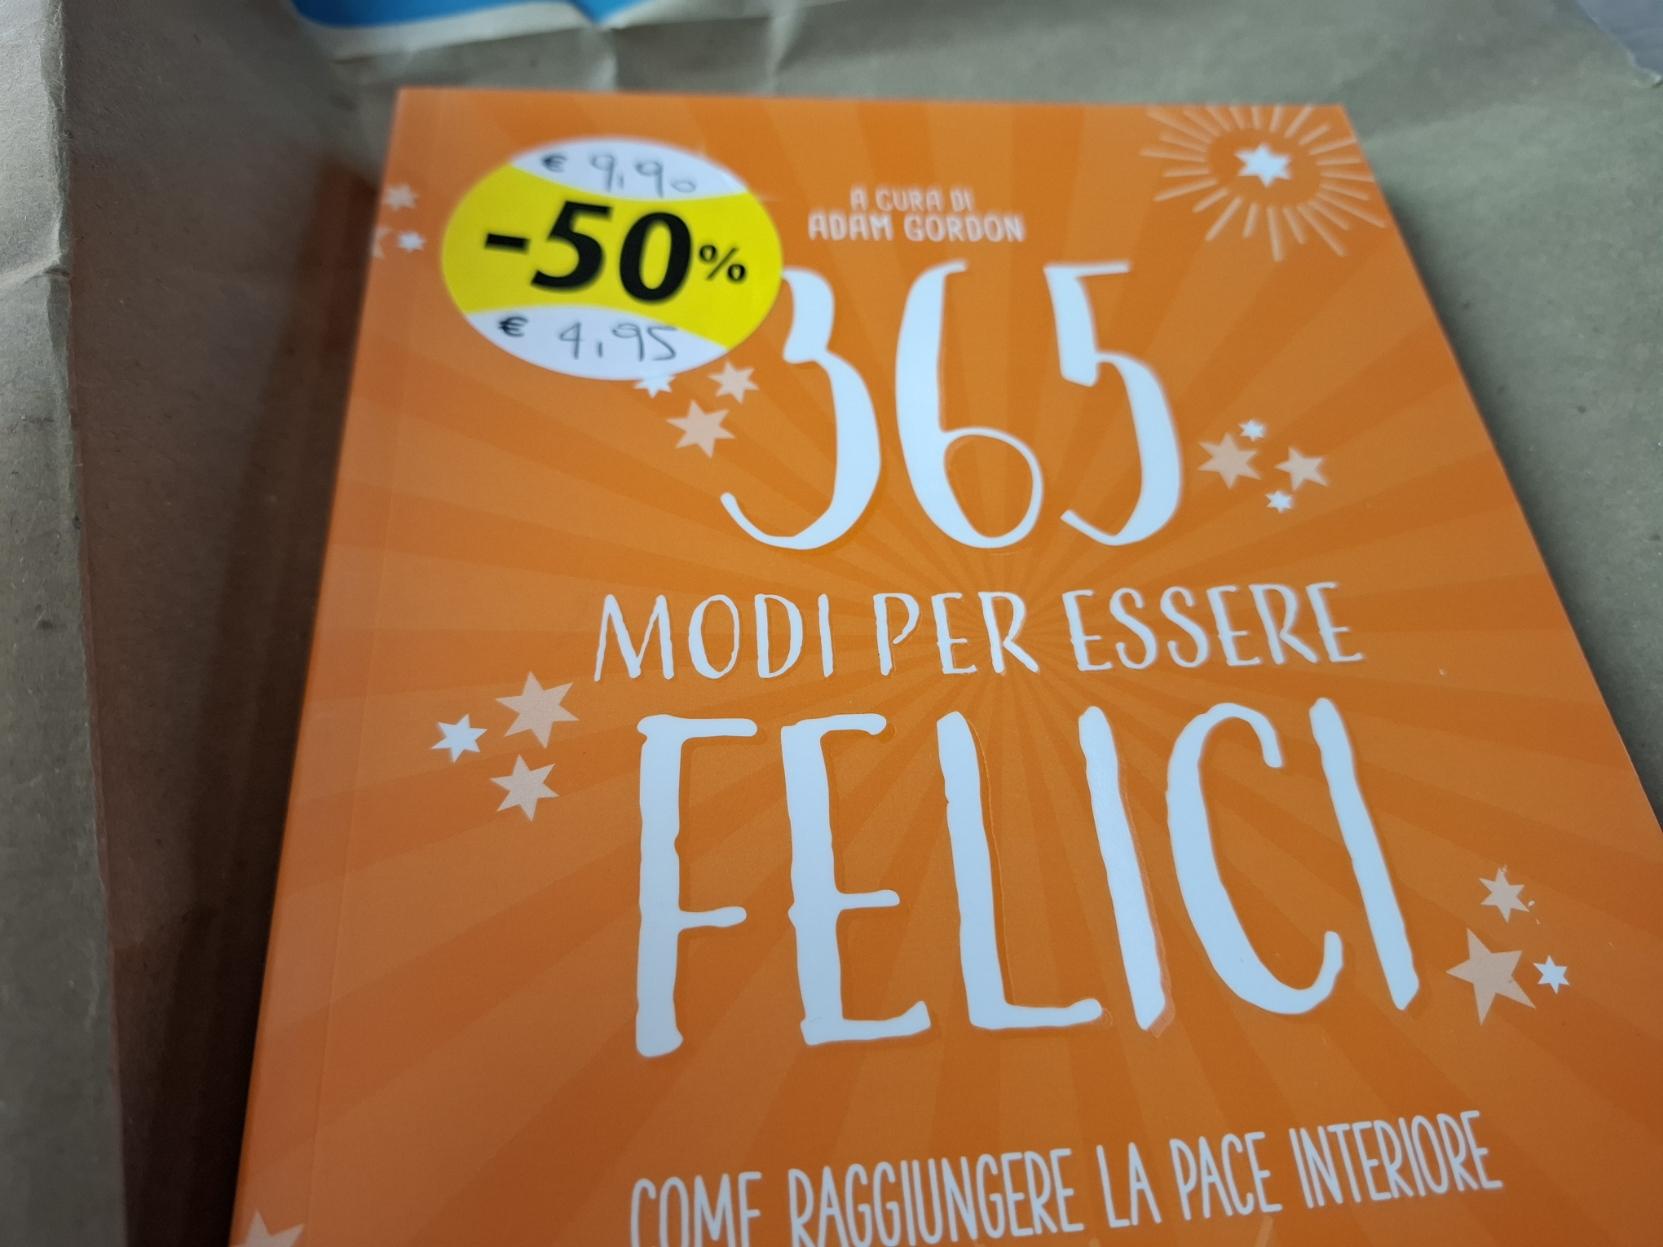 € 9,90
-50%
€ 4,95
A CURA DI
ADAM GORDON
365
MODI PER ESSERE
FELICI
COME RAGGIUNGERE LA PACE INTERIORE